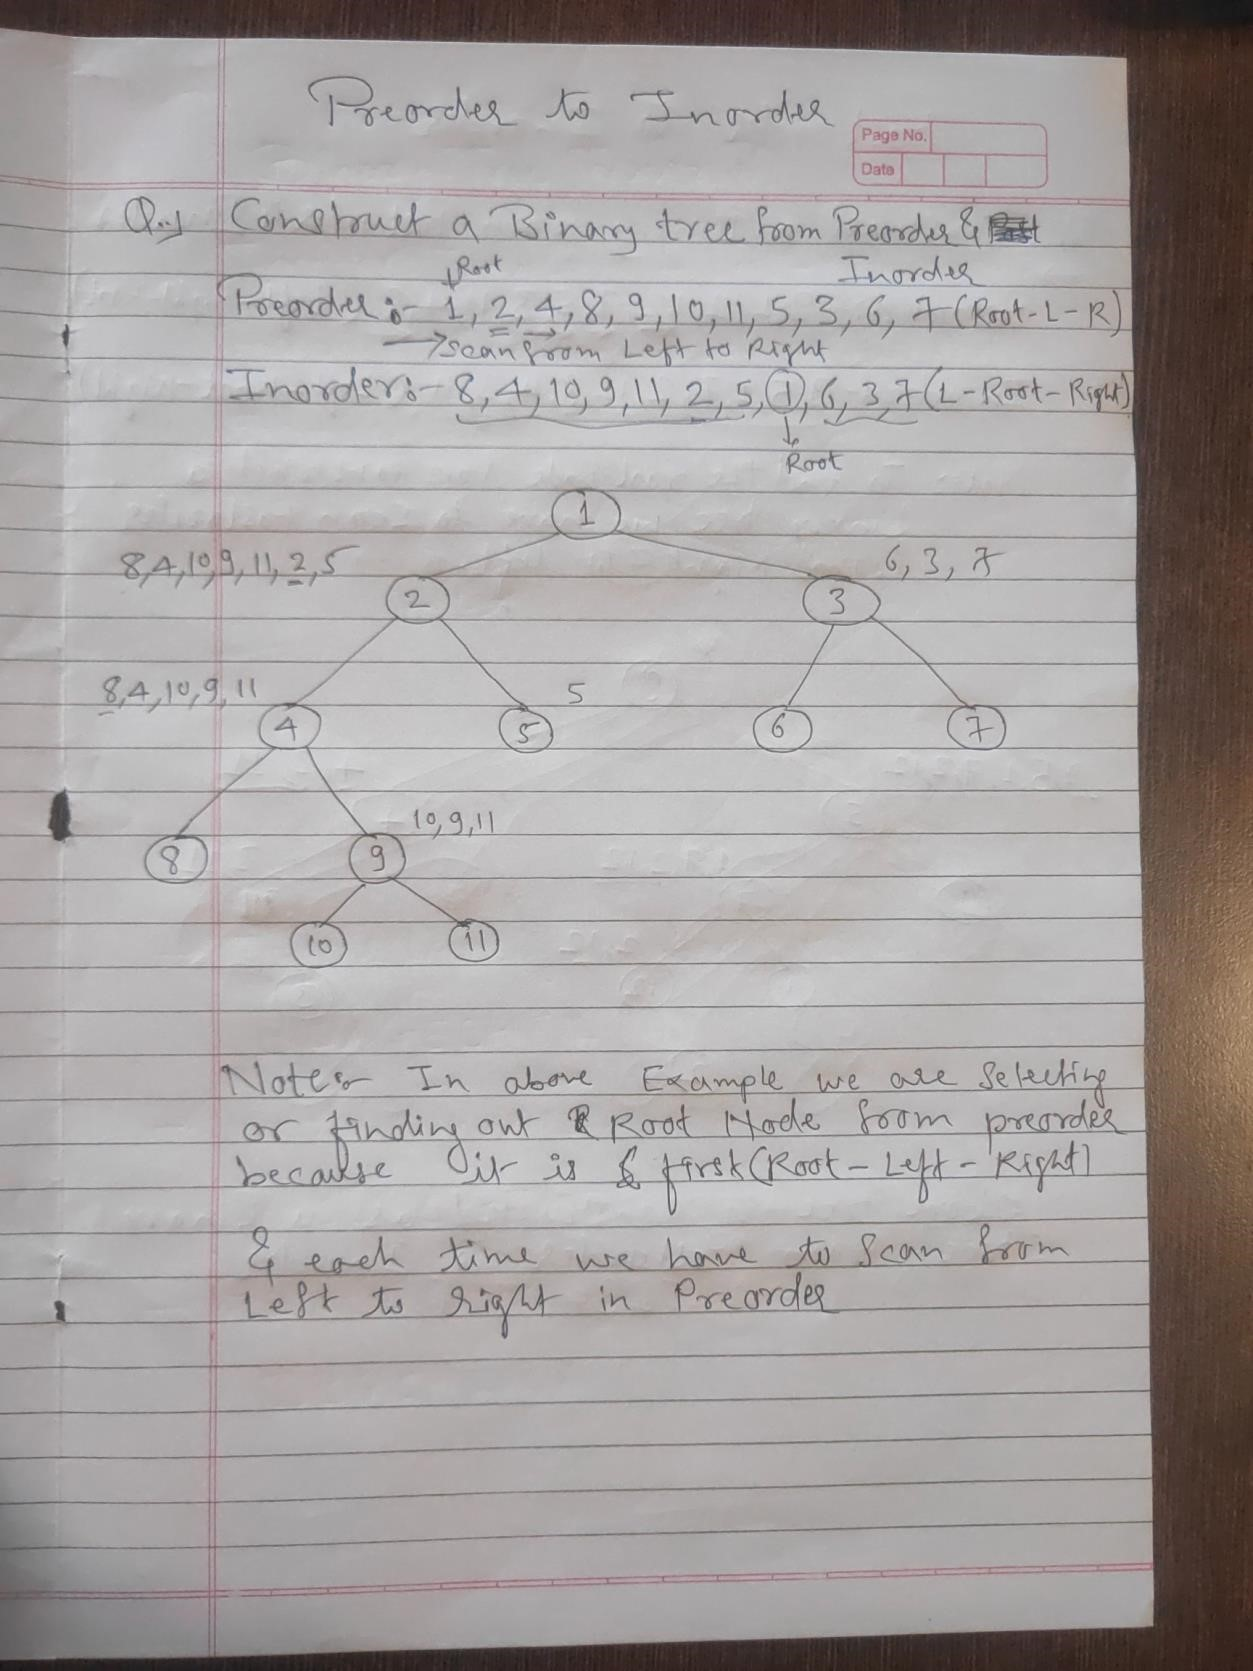 Preorder to Inorder
Page No.
Date
Q.1 Construct a Binary tree from Preorder &
Inorder
Root
Preorder :- 1, 2, 4, 8, 9, 10, 11, 5, 3, 6, 7 (Root-L-R)
→ Scan from Left to Right
Inorder :- 8, 4, 10, 9, 11, 2, 5, 1, 6, 3, 7 (L-Root-Right)
Root
1
8,4,10,9,11,2,5
6, 3, 7
2
3
8,4,10,9,11
5
4
5
6
7
10,9,11
8
9
10
11
Note :- In above Example we are Selecting
or finding out Root Node from preorder
because it is first (Root-Left-Right)
& each time we have to Scan from
Left to right in Preorder